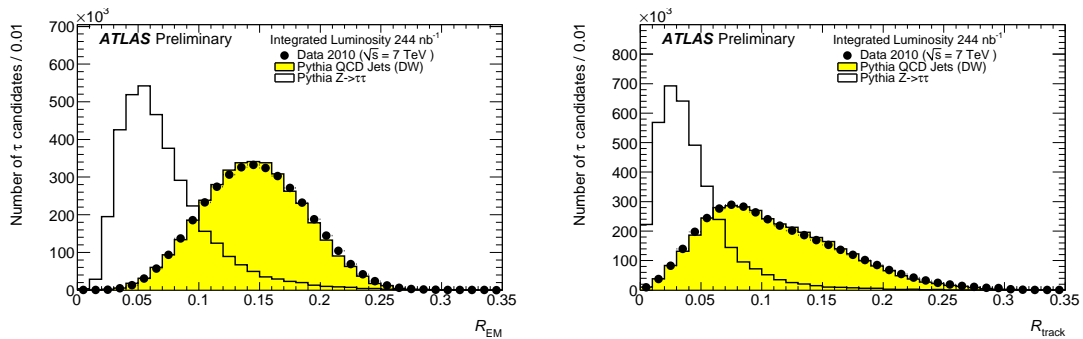 ×10³
700
600
500
400
300
200
100
0
Number of τ candidates / 0.01
ATLAS Preliminary
Integrated Luminosity 244 nb⁻¹
Data 2010 (√s = 7 TeV )
Pythia QCD Jets (DW)
Pythia Z->ττ
0 0.05 0.1 0.15 0.2 0.25 0.3 0.35
R_EM
×10³
800
700
600
500
400
300
200
100
0
Number of τ candidates / 0.01
ATLAS Preliminary
Integrated Luminosity 244 nb⁻¹
Data 2010 (√s = 7 TeV )
Pythia QCD Jets (DW)
Pythia Z->ττ
0 0.05 0.1 0.15 0.2 0.25 0.3 0.35
R_track